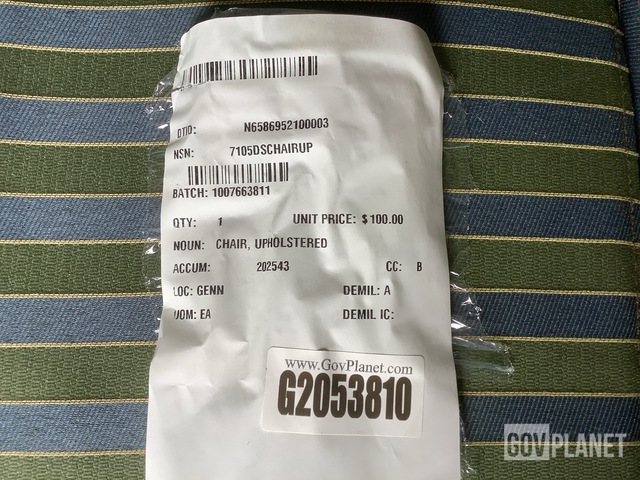 DTID: N6586952100003
NSN: 7105DSCHAIRUP
BATCH: 1007663811
QTY: 1 UNIT PRICE: $100.00
NOUN: CHAIR, UPHOLSTERED
ACCUM: 202543 CC: B
LOC: GENN DEMIL: A
UOM: EA DEMIL IC:
www.GovPlanet.com
G2053810
GOVPLANET